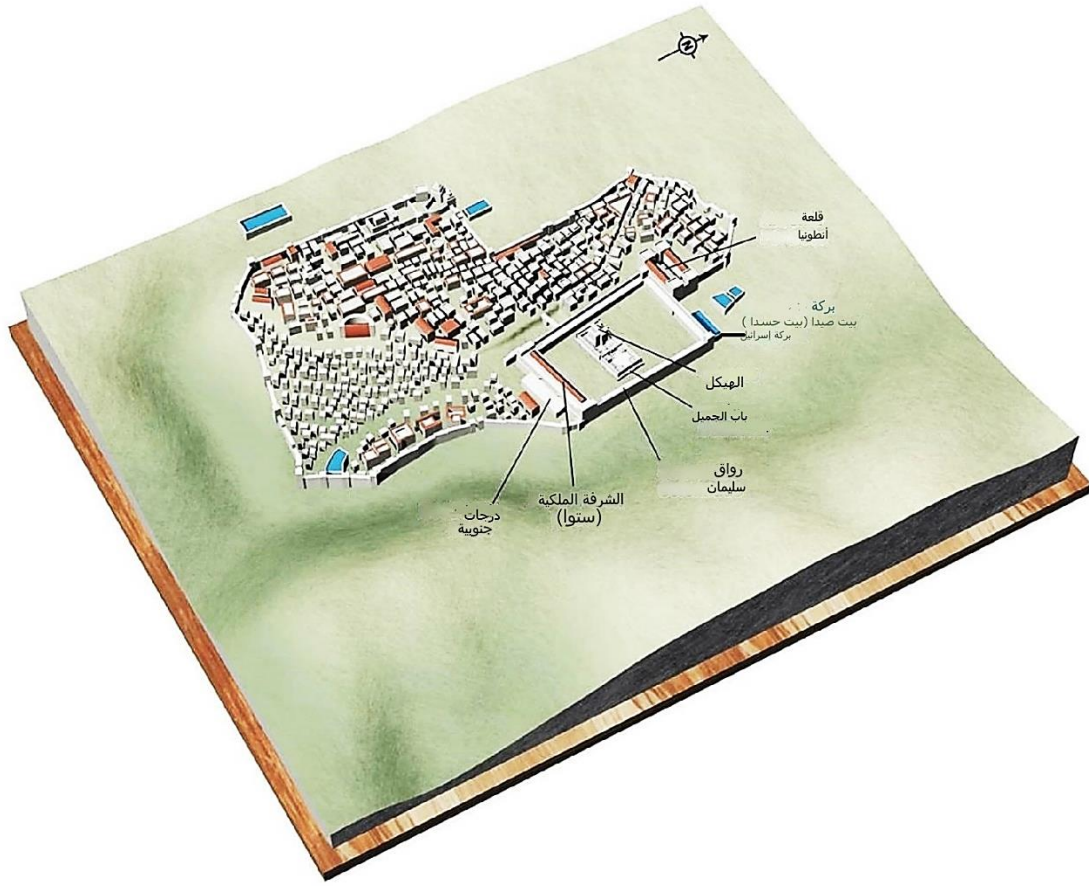 N
قلعة
أنطونيا
بركة
بيت صيدا (بيت حسدا )
بركة إسرائيل
الهيكل
باب الجميل
رواق
سليمان
الشرفة الملكية
(ستوا)
درجات
جنوبية